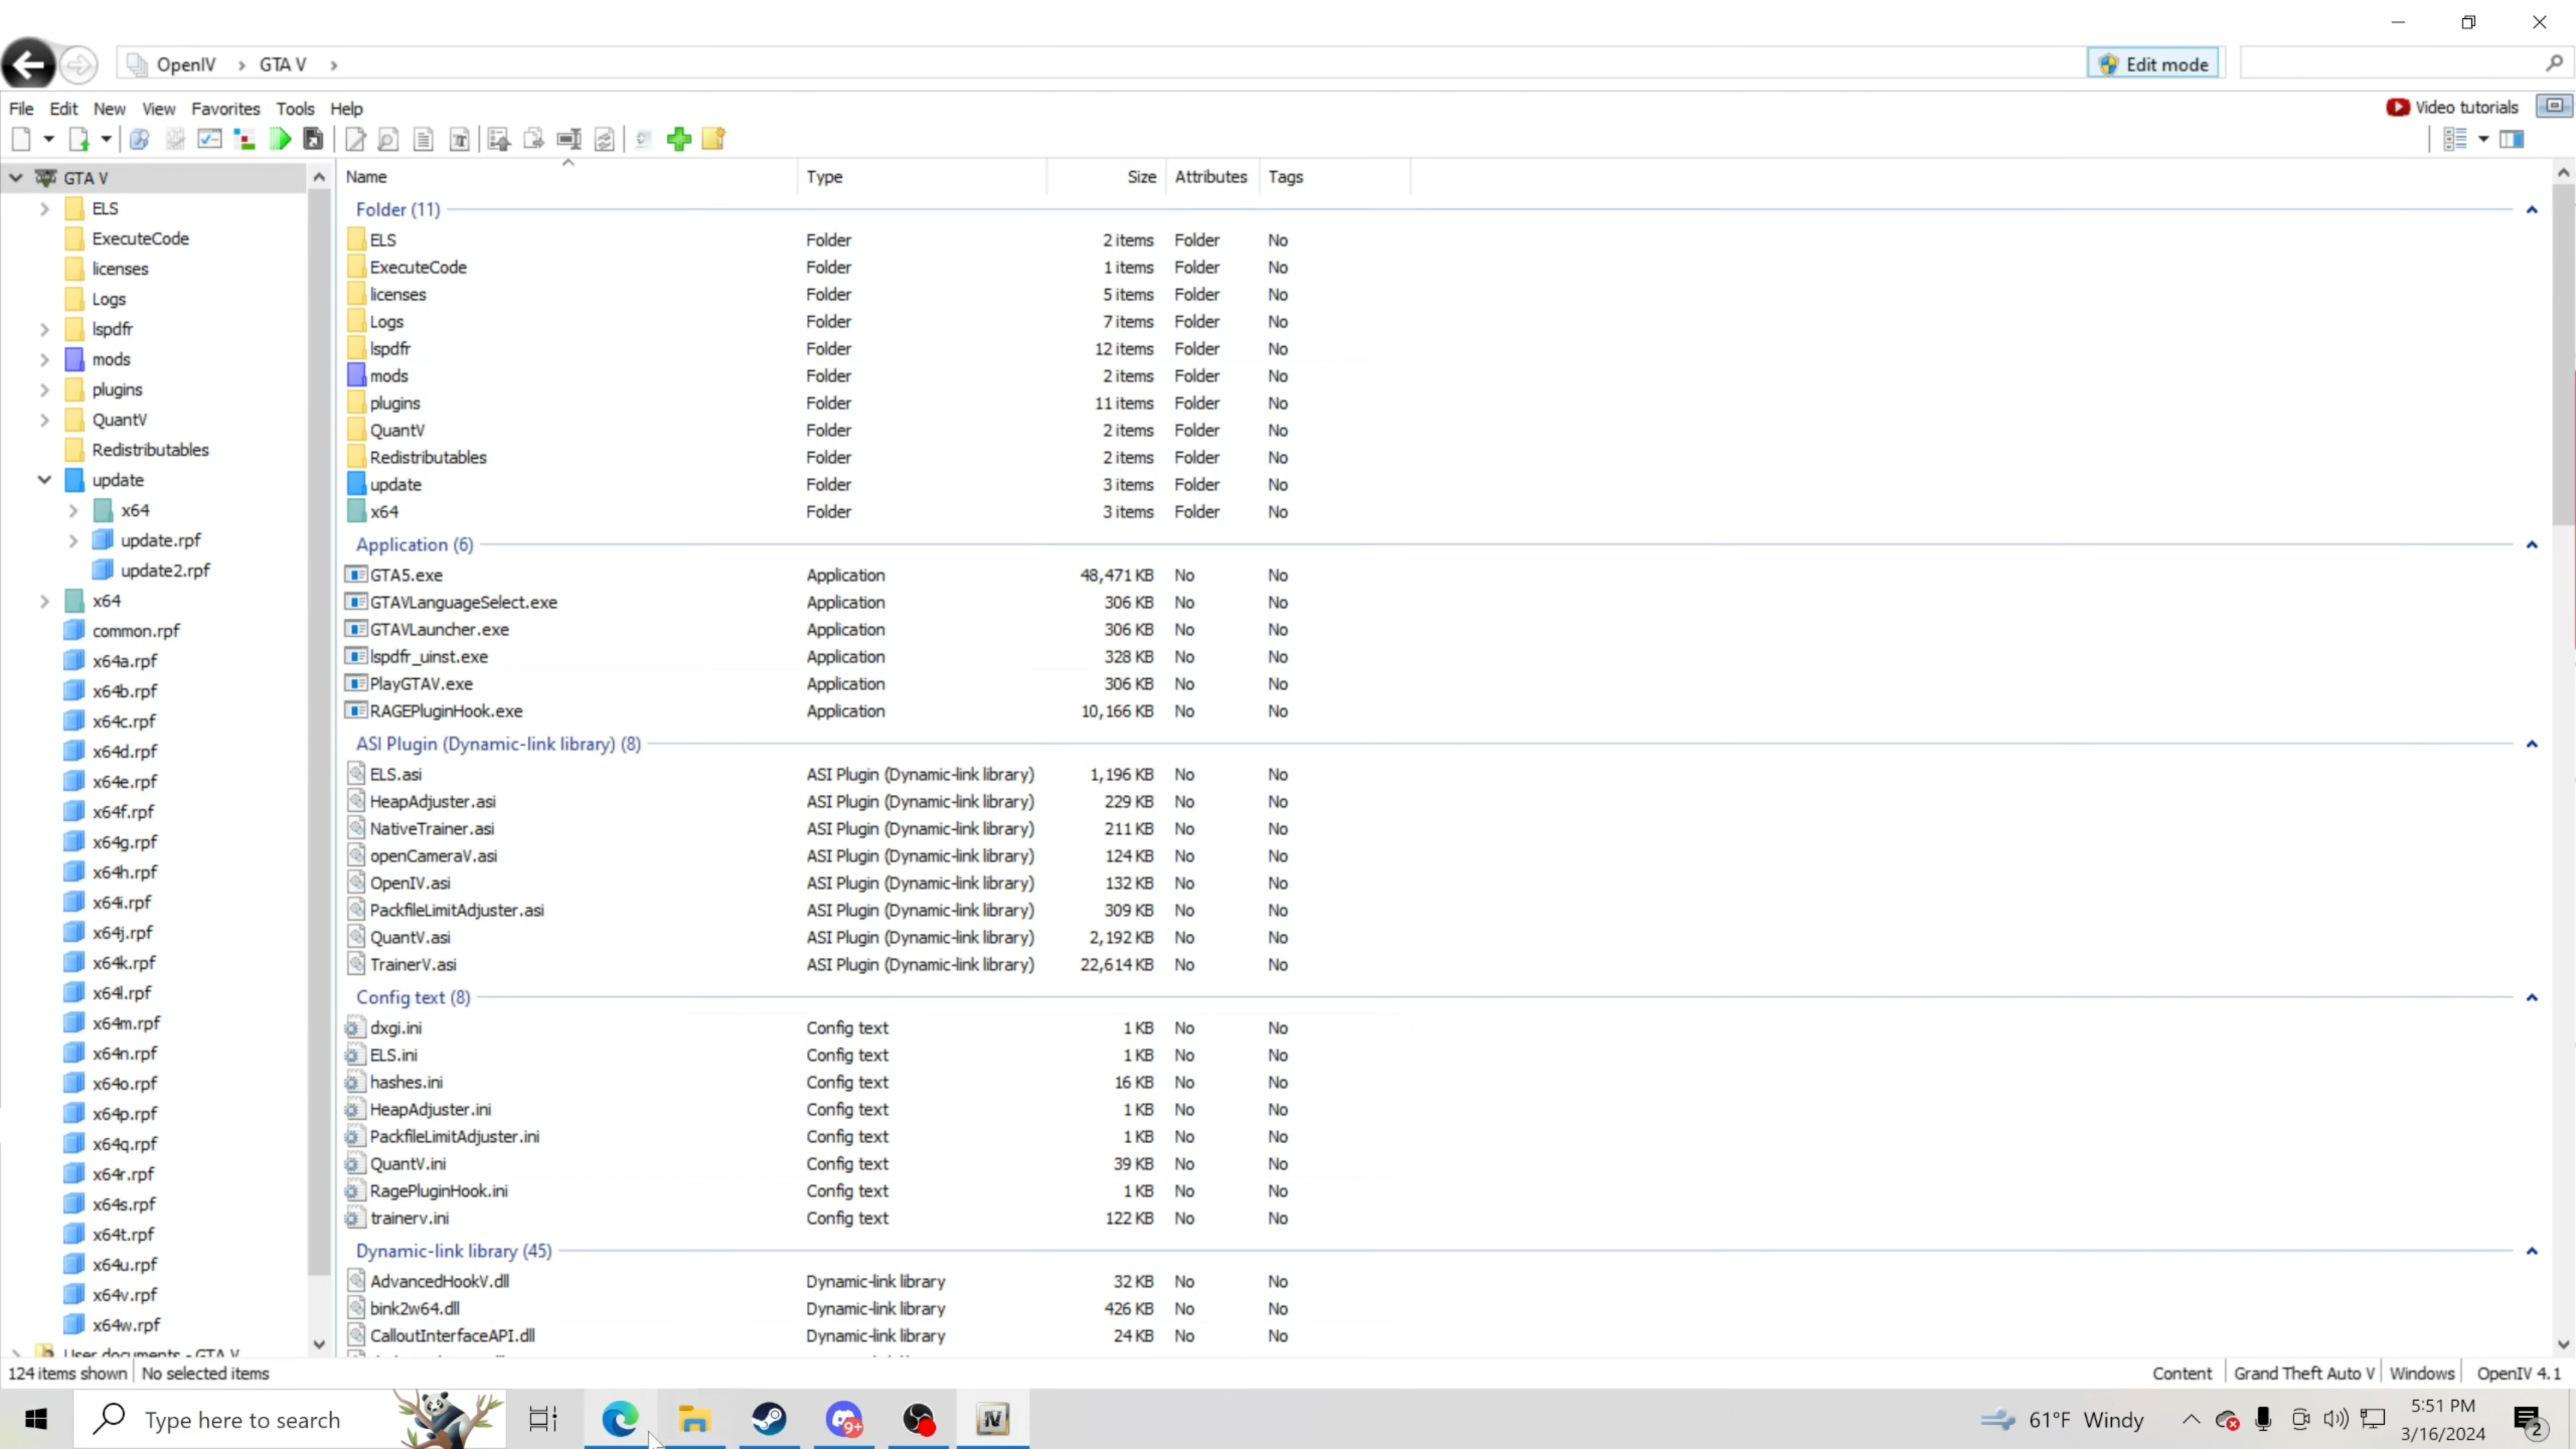 OpenIV › GTA V ›
Edit mode
File Edit New View Favorites Tools Help
Video tutorials
GTA V
ELS
ExecuteCode
licenses
Logs
lspdfr
mods
plugins
QuantV
Redistributables
update
x64
update.rpf
update2.rpf
x64
common.rpf
x64a.rpf
x64b.rpf
x64c.rpf
x64d.rpf
x64e.rpf
x64f.rpf
x64g.rpf
x64h.rpf
x64i.rpf
x64j.rpf
x64k.rpf
x64l.rpf
x64m.rpf
x64n.rpf
x64o.rpf
x64p.rpf
x64q.rpf
x64r.rpf
x64s.rpf
x64t.rpf
x64u.rpf
x64v.rpf
x64w.rpf
User documents - GTA V
Name Type Size Attributes Tags
Folder (11)
ELS Folder 2 items Folder No
ExecuteCode Folder 1 items Folder No
licenses Folder 5 items Folder No
Logs Folder 7 items Folder No
lspdfr Folder 12 items Folder No
mods Folder 2 items Folder No
plugins Folder 11 items Folder No
QuantV Folder 2 items Folder No
Redistributables Folder 2 items Folder No
update Folder 3 items Folder No
x64 Folder 3 items Folder No
Application (6)
GTA5.exe Application 48,471 KB No No
GTAVLanguageSelect.exe Application 306 KB No No
GTAVLauncher.exe Application 306 KB No No
lspdfr_uinst.exe Application 328 KB No No
PlayGTAV.exe Application 306 KB No No
RAGEPluginHook.exe Application 10,166 KB No No
ASI Plugin (Dynamic-link library) (8)
ELS.asi ASI Plugin (Dynamic-link library) 1,196 KB No No
HeapAdjuster.asi ASI Plugin (Dynamic-link library) 229 KB No No
NativeTrainer.asi ASI Plugin (Dynamic-link library) 211 KB No No
openCameraV.asi ASI Plugin (Dynamic-link library) 124 KB No No
OpenIV.asi ASI Plugin (Dynamic-link library) 132 KB No No
PackfileLimitAdjuster.asi ASI Plugin (Dynamic-link library) 309 KB No No
QuantV.asi ASI Plugin (Dynamic-link library) 2,192 KB No No
TrainerV.asi ASI Plugin (Dynamic-link library) 22,614 KB No No
Config text (8)
dxgi.ini Config text 1 KB No No
ELS.ini Config text 1 KB No No
hashes.ini Config text 16 KB No No
HeapAdjuster.ini Config text 1 KB No No
PackfileLimitAdjuster.ini Config text 1 KB No No
QuantV.ini Config text 39 KB No No
RagePluginHook.ini Config text 1 KB No No
trainerv.ini Config text 122 KB No No
Dynamic-link library (45)
AdvancedHookV.dll Dynamic-link library 32 KB No No
bink2w64.dll Dynamic-link library 426 KB No No
CalloutInterfaceAPI.dll Dynamic-link library 24 KB No No
124 items shown No selected items
Content Grand Theft Auto V Windows OpenIV 4.1
Type here to search
9+
IV
61°F Windy
5:51 PM
3/16/2024
2